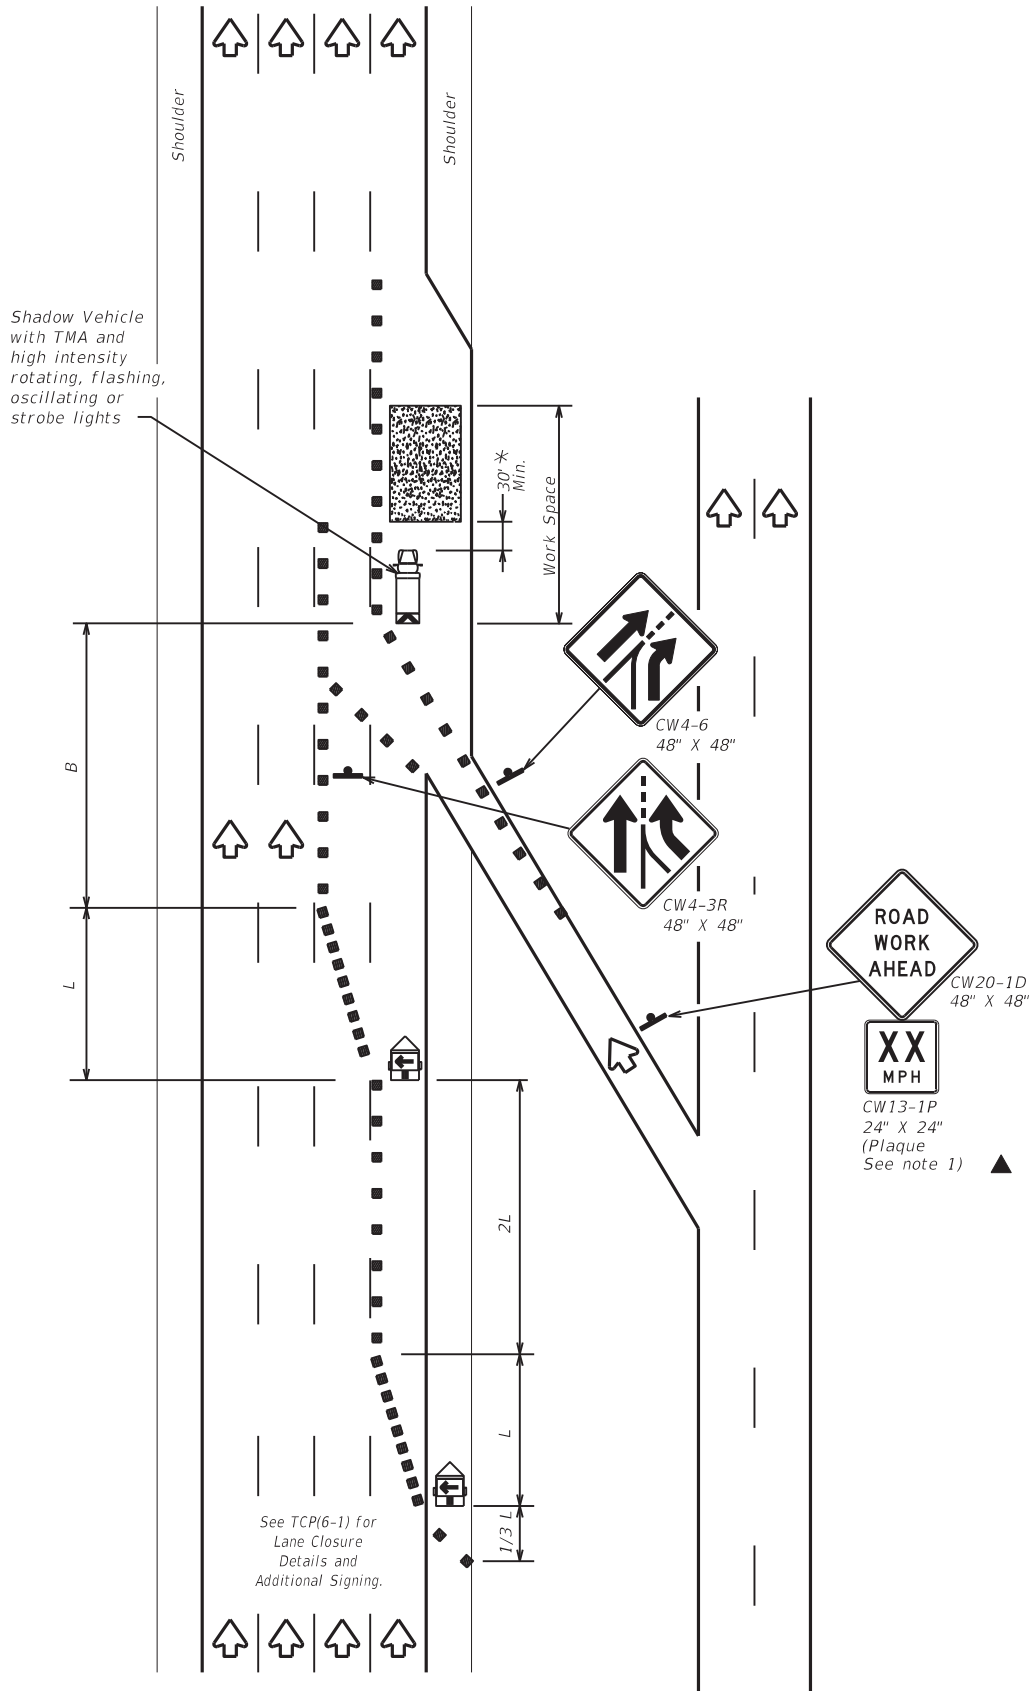 Shoulder
Shoulder
Shadow Vehicle
with TMA and
high intensity
rotating, flashing,
oscillating or
strobe lights
30' *
Min.
Work Space
B
CW4-6
48" X 48"
CW4-3R
48" X 48"
L
ROAD
WORK
AHEAD
CW20-1D
48" X 48"
XX
MPH
CW13-1P
24" X 24"
(Plaque
See note 1)
2L
L
1/3 L
See TCP(6-1) for
Lane Closure
Details and
Additional Signing.